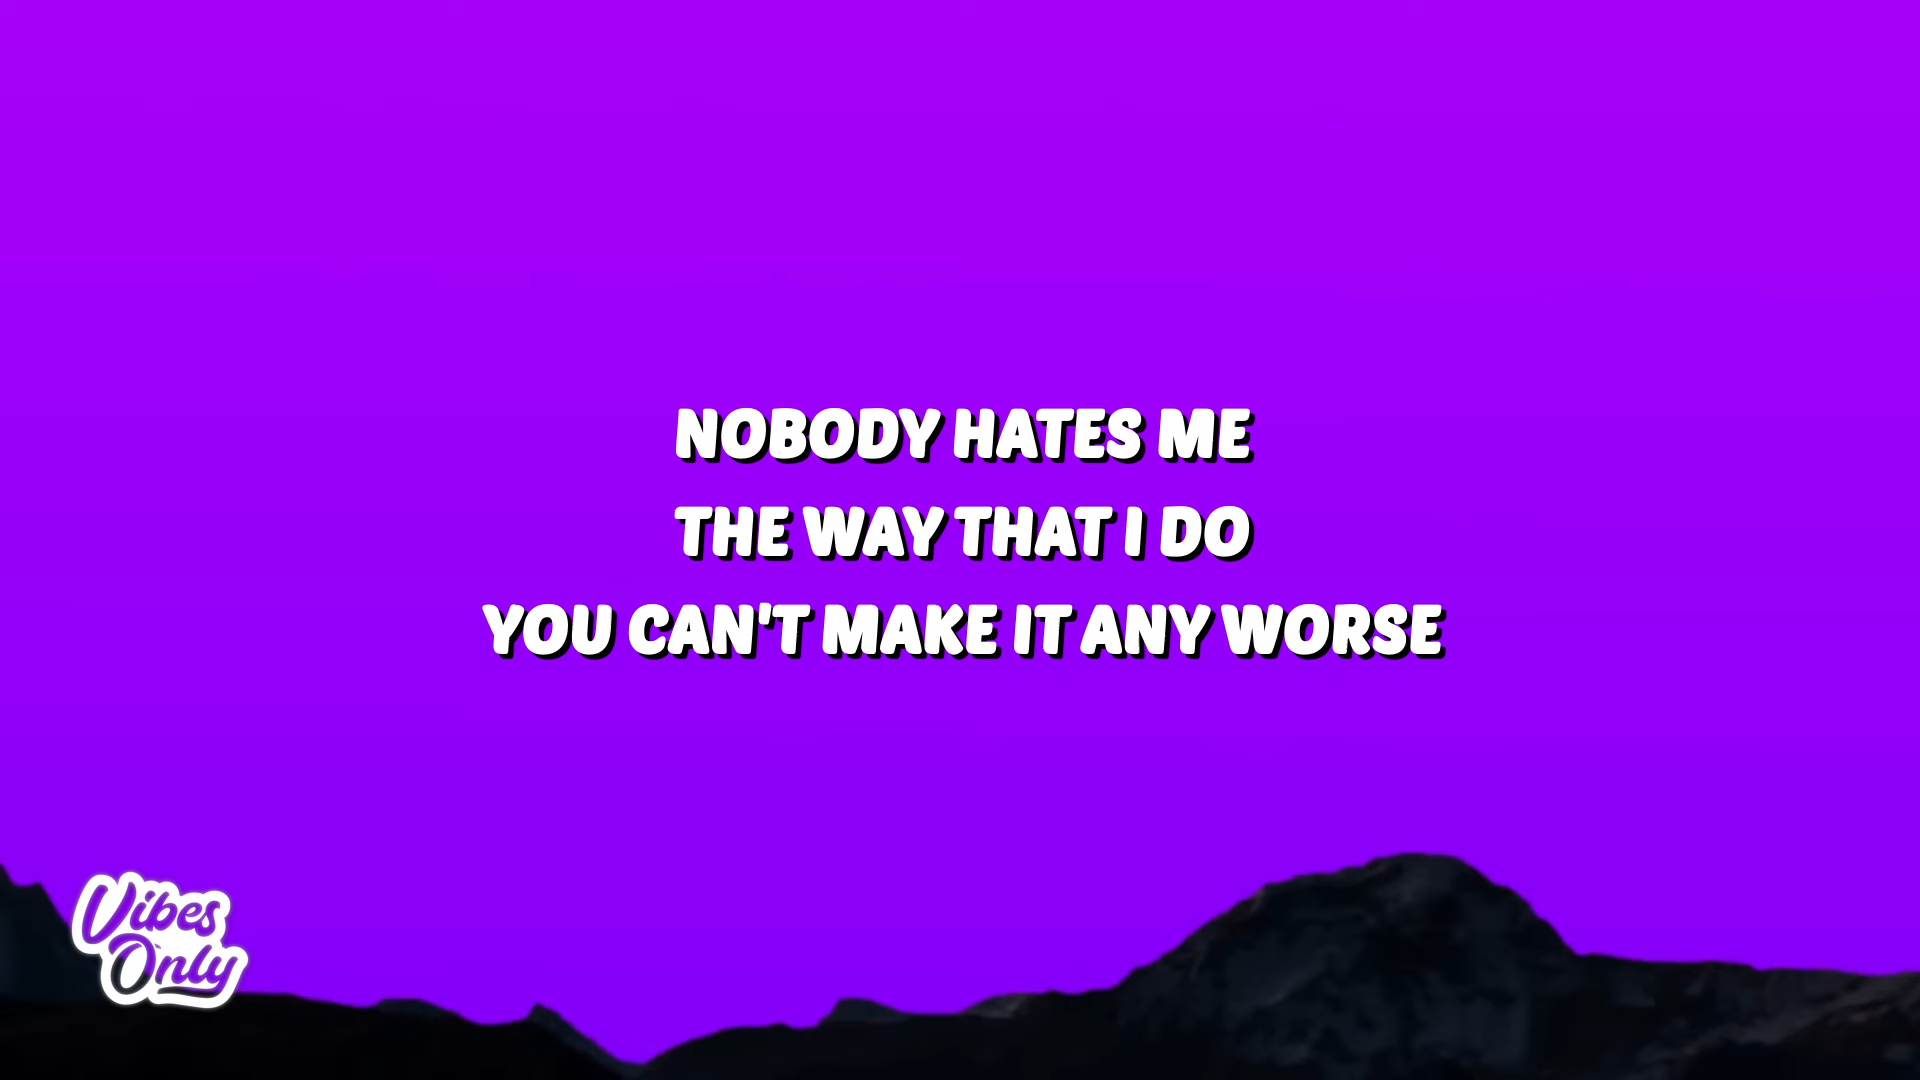 NOBODY HATES ME
THE WAY THAT I DO
YOU CAN'T MAKE IT ANY WORSE
Vibes
Only